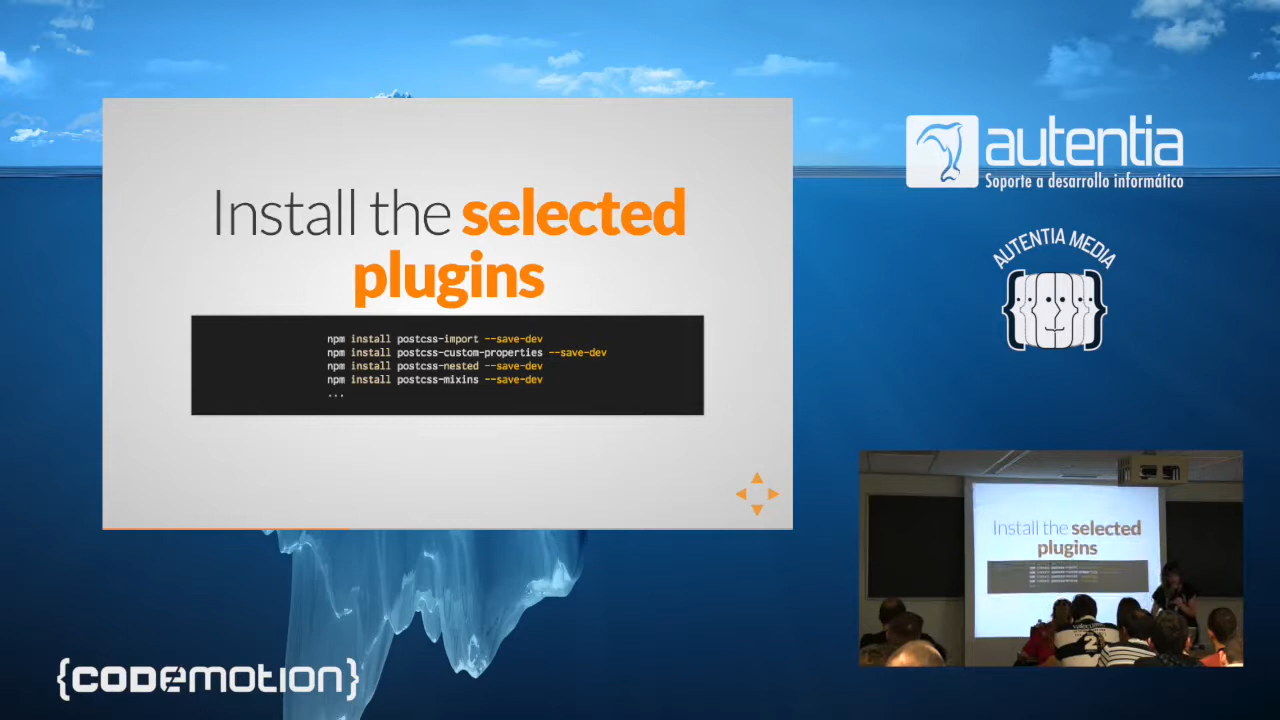 Install the selected
plugins
npm install postcss-import --save-dev
npm install postcss-custom-properties --save-dev
npm install postcss-nested --save-dev
npm install postcss-mixins --save-dev
...
autentia
Soporte a desarrollo informático
AUTENTIA MEDIA
Install the selected
plugins
2
{CODEMOTION}